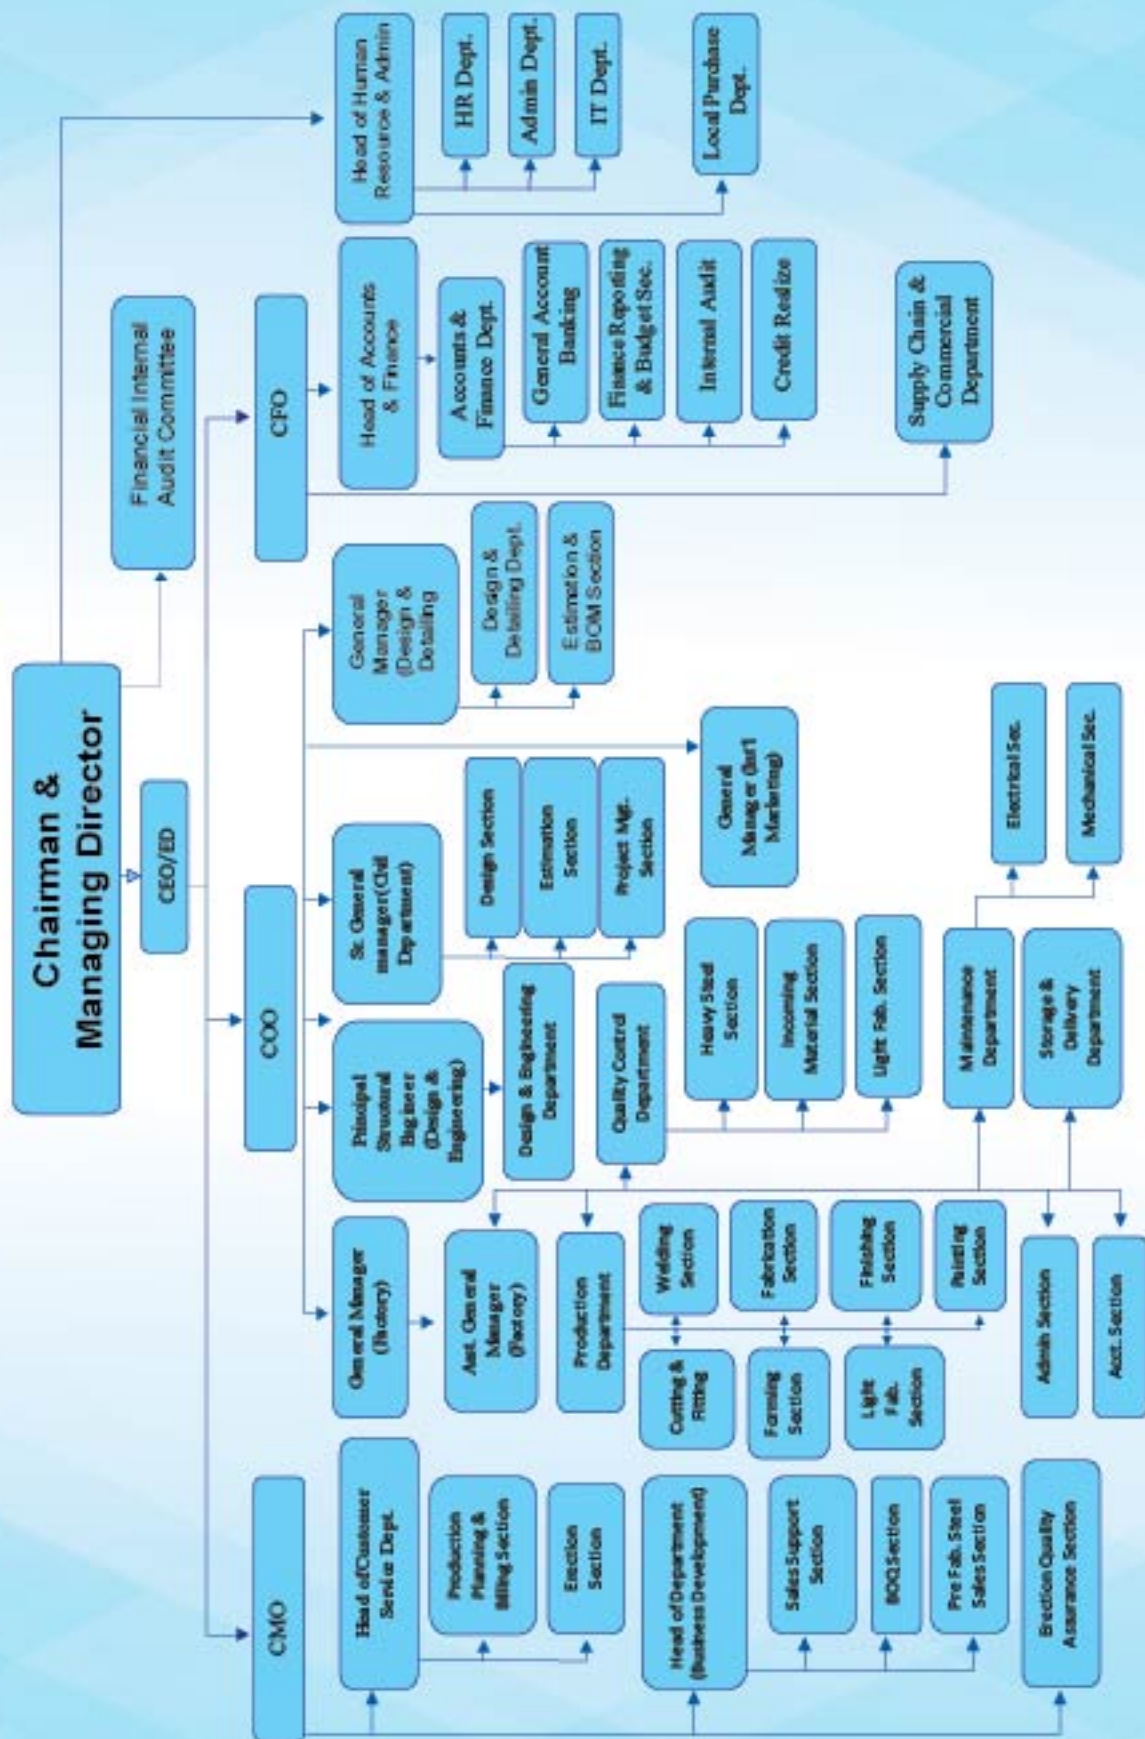 Chairman &
Managing Director
Financial Internal
Audit Committee
CEO/ED
CMO
COO
CFO
Head of Human
Resource & Admin
HR Dept.
Admin Dept.
IT Dept.
Local Purchase
Dept.
Head of Accounts
& Finance
Accounts &
Finance Dept.
General Account
Banking
Finance Reporting
& Budget Sec.
Internal Audit
Credit Realize
Supply Chain &
Commercial
Department
General
Manager
(Design &
Detailing
Design &
Detailing Dept.
Estimation &
BOM Section
General
Manager (Int'l
Marketing)
Sr. General
manager(Civil
Department)
Design Section
Estimation
Section
Project Mgt.
Section
Principal
Structural
Engineer
(Design &
Engineering)
Design & Engineering
Department
General Manager
(Factory)
Asst. General
Manager
(Factory)
Production
Department
Welding
Section
Cutting &
Fitting
Fabrication
Section
Forming
Section
Finishing
Section
Light
Fab.
Section
Painting
Section
Quality Control
Department
Heavy Steel
Section
Incoming
Material Section
Light Fab. Section
Maintenance
Department
Electrical Sec.
Mechanical Sec.
Storage &
Delivery
Department
Admin Section
Acct. Section
Head of Customer
Service Dept.
Production
Planning &
Billing Section
Erection
Section
Head of Department
(Business Development)
Sales Support
Section
BOQ Section
Pre Fab. Steel
Sales Section
Erection Quality
Assurance Section